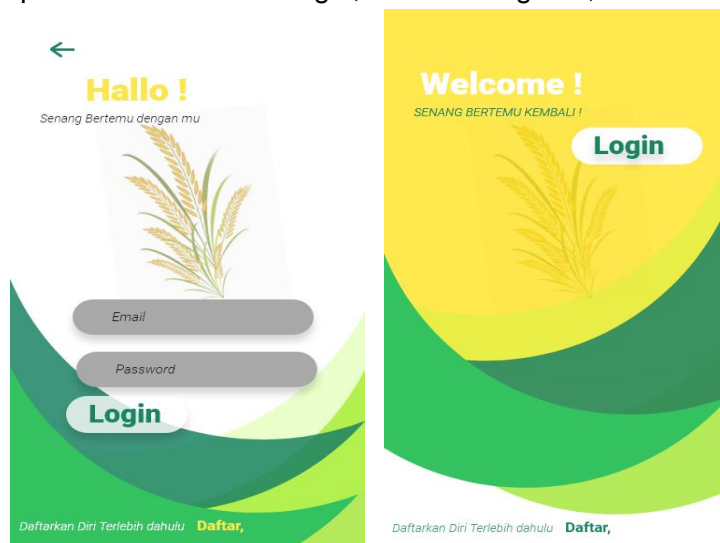 Hallo !
Senang Bertemu dengan mu
Email
Password
Login
Daftarkan Diri Terlebih dahulu Daftar,
Welcome !
SENANG BERTEMU KEMBALI !
Login
Daftarkan Diri Terlebih dahulu Daftar,